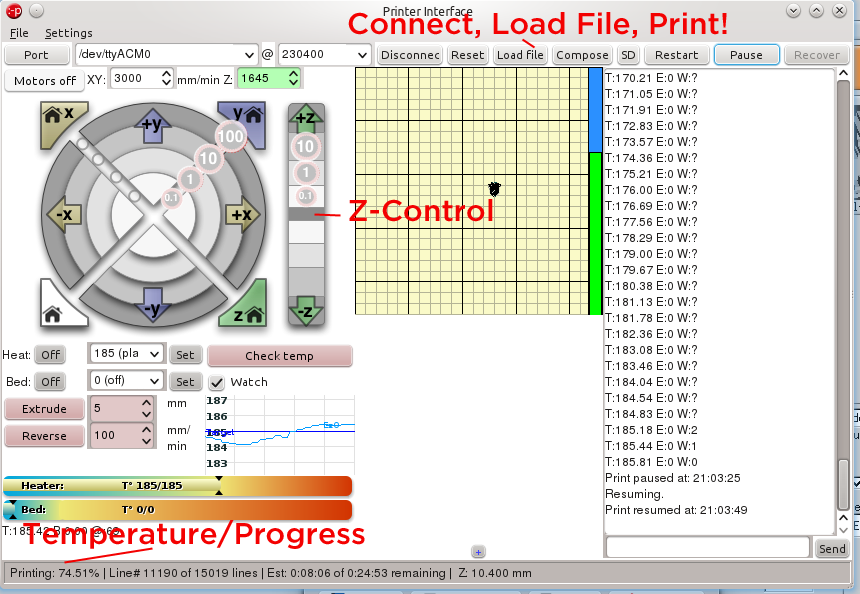 Printer Interface
Connect, Load File, Print!
File Settings
Port /dev/ttyACM0 @ 230400 Disconnec Reset Load file Compose SD Restart Pause Recover
Motors off XY: 3000 mm/min Z: 1645
x y
+y
100
10
1
0.1
-x +x
-y
z
+z
10
1
0.1
-z
Z-Control
Heat: Off 185 (pla Set Check temp
Bed: Off 0 (off) Set Watch
Extrude 5 mm
Reverse 100 mm/
min
187
186
185
184
183
Target
Ex0
Heater: T° 185/185
Bed: T° 0/0
Temperature/Progress
T:170.21 E:0 W:?
T:171.05 E:0 W:?
T:171.91 E:0 W:?
T:172.83 E:0 W:?
T:173.57 E:0 W:?
T:174.36 E:0 W:?
T:175.21 E:0 W:?
T:176.00 E:0 W:?
T:176.69 E:0 W:?
T:177.56 E:0 W:?
T:178.29 E:0 W:?
T:179.00 E:0 W:?
T:179.67 E:0 W:?
T:180.38 E:0 W:?
T:181.13 E:0 W:?
T:181.78 E:0 W:?
T:182.36 E:0 W:?
T:183.08 E:0 W:?
T:183.46 E:0 W:?
T:184.04 E:0 W:?
T:184.54 E:0 W:?
T:184.83 E:0 W:?
T:185.18 E:0 W:2
T:185.44 E:0 W:1
T:185.81 E:0 W:0
Print paused at: 21:03:25
Resuming.
Print resumed at: 21:03:49
+
Send
Printing: 74.51% | Line# 11190 of 15019 lines | Est: 0:08:06 of 0:24:53 remaining | Z: 10.400 mm